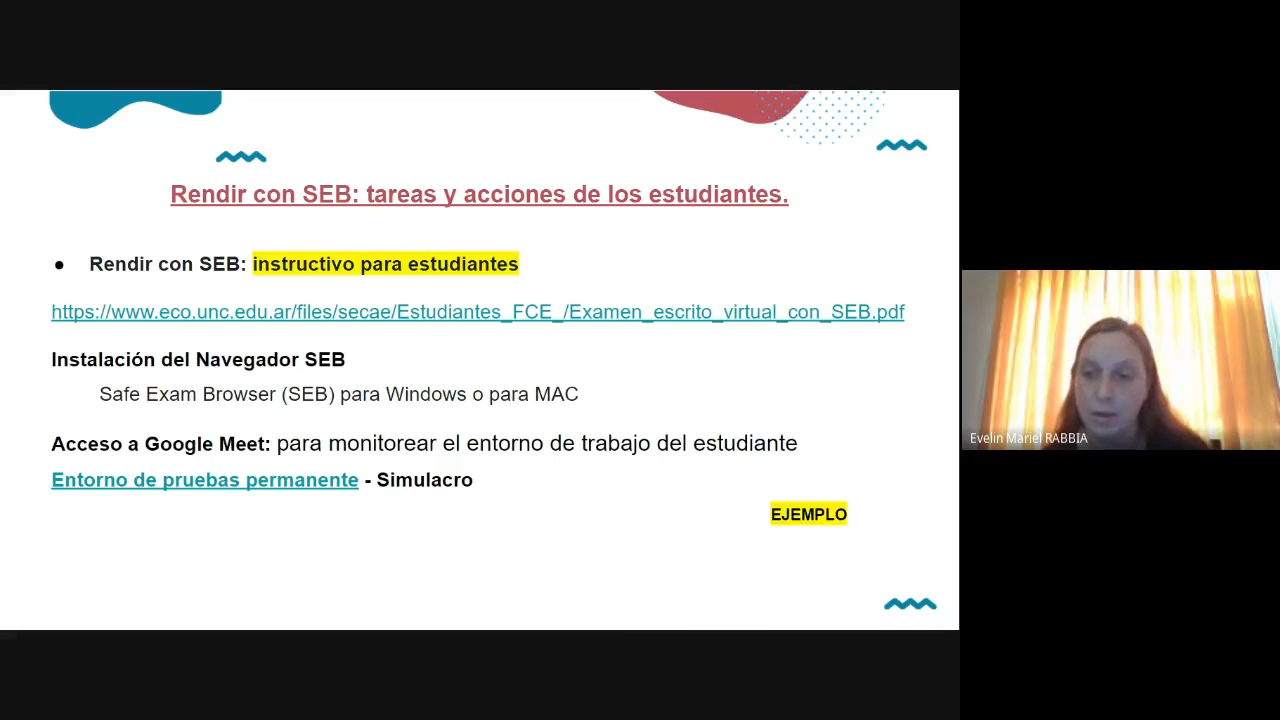 Rendir con SEB: tareas y acciones de los estudiantes.
● Rendir con SEB: instructivo para estudiantes
https://www.eco.unc.edu.ar/files/secae/Estudiantes_FCE_/Examen_escrito_virtual_con_SEB.pdf
Instalación del Navegador SEB
Safe Exam Browser (SEB) para Windows o para MAC
Acceso a Google Meet: para monitorear el entorno de trabajo del estudiante
Entorno de pruebas permanente - Simulacro
EJEMPLO
Evelin Mariel RABBIA